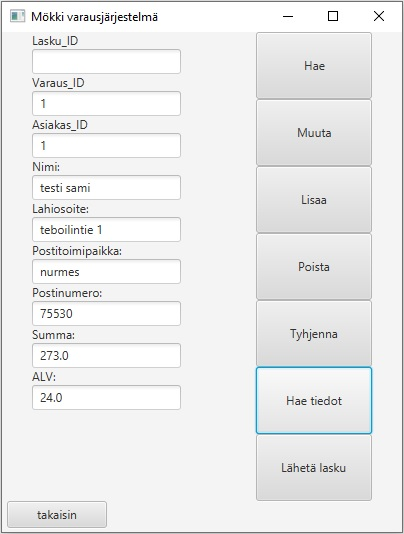 Mökki varausjärjestelmä
Lasku_ID
Varaus_ID
1
Asiakas_ID
1
Nimi:
testi sami
Lahiosoite:
teboilintie 1
Postitoimipaikka:
nurmes
Postinumero:
75530
Summa:
273.0
ALV:
24.0
Hae
Muuta
Lisaa
Poista
Tyhjenna
Hae tiedot
Lähetä lasku
takaisin